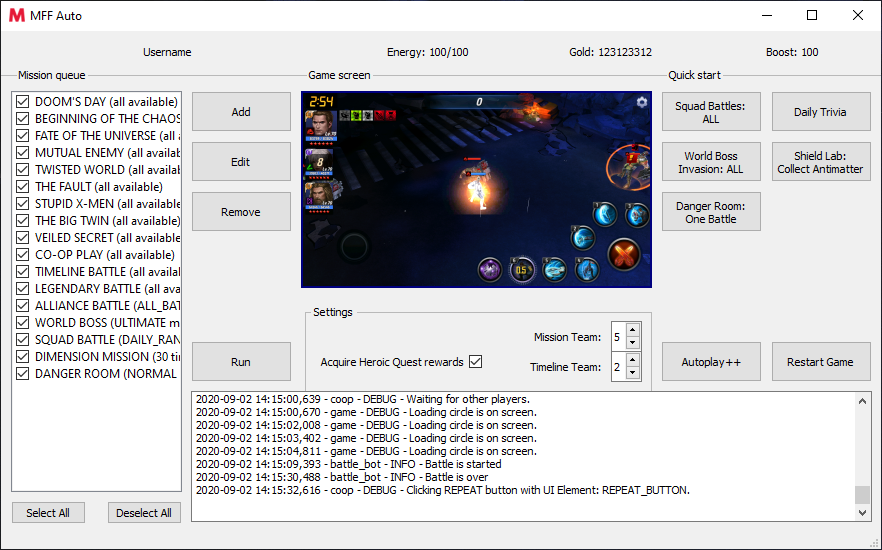 MFF Auto
Username
Energy: 100/100
Gold: 123123312
Boost: 100
Mission queue
Game screen
Quick start
DOOM'S DAY (all available)
BEGINNING OF THE CHAOS
FATE OF THE UNIVERSE (all a
MUTUAL ENEMY (all availab
TWISTED WORLD (all availab
THE FAULT (all available)
STUPID X-MEN (all available)
THE BIG TWIN (all available)
VEILED SECRET (all available)
CO-OP PLAY (all available)
TIMELINE BATTLE (all availab
LEGENDARY BATTLE (all ava
ALLIANCE BATTLE (ALL_BAT
WORLD BOSS (ULTIMATE m
SQUAD BATTLE (DAILY_RAN
DIMENSION MISSION (30 tir
DANGER ROOM (NORMAL
Select All
Deselect All
Add
Edit
Remove
Run
2:54
0
Lv.70
8
Lv.70
Squad Battles:
ALL
Daily Trivia
World Boss
Invasion: ALL
Shield Lab:
Collect Antimatter
Danger Room:
One Battle
Settings
Acquire Heroic Quest rewards
Mission Team:
5
Timeline Team:
2
Autoplay++
Restart Game
2020-09-02 14:15:00,639 - coop - DEBUG - Waiting for other players.
2020-09-02 14:15:00,670 - game - DEBUG - Loading circle is on screen.
2020-09-02 14:15:02,008 - game - DEBUG - Loading circle is on screen.
2020-09-02 14:15:03,402 - game - DEBUG - Loading circle is on screen.
2020-09-02 14:15:04,811 - game - DEBUG - Loading circle is on screen.
2020-09-02 14:15:09,393 - battle_bot - INFO - Battle is started
2020-09-02 14:15:30,488 - battle_bot - INFO - Battle is over
2020-09-02 14:15:32,616 - coop - DEBUG - Clicking REPEAT button with UI Element: REPEAT_BUTTON.